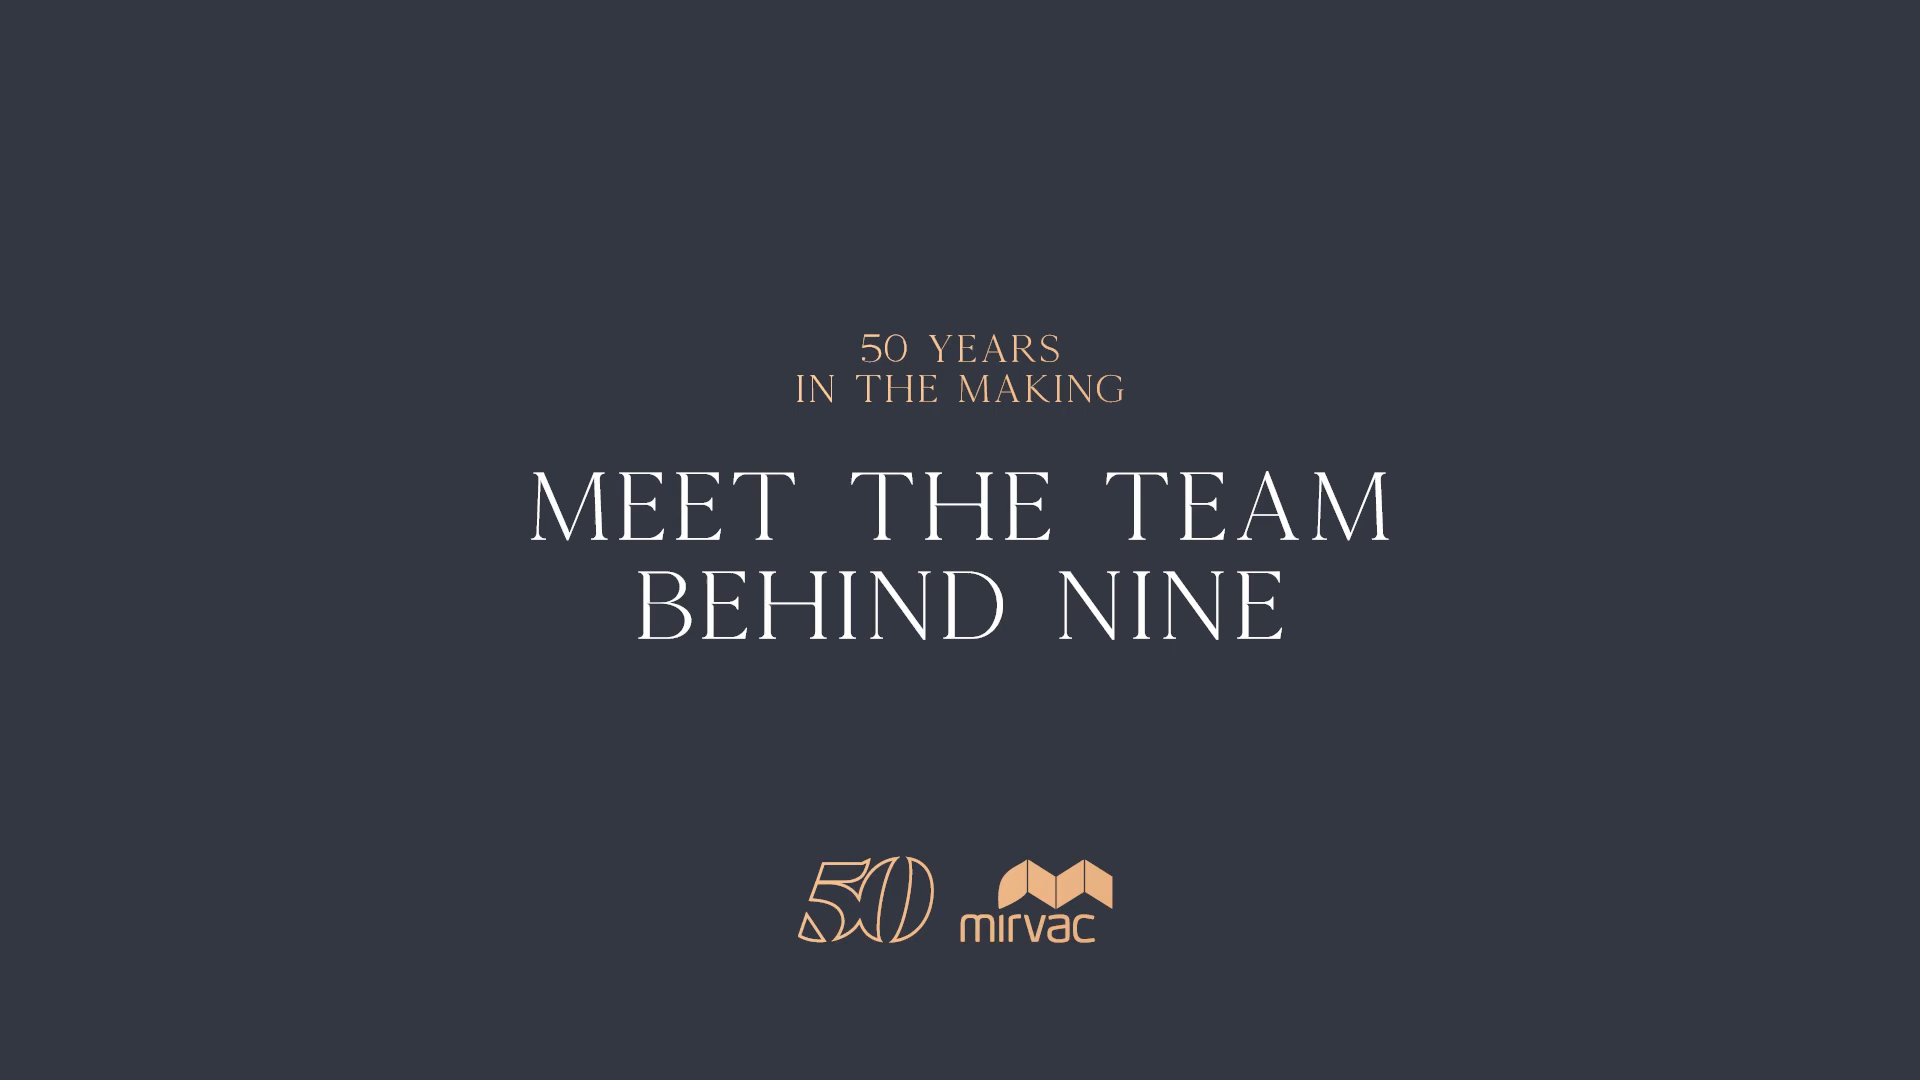 50 YEARS
IN THE MAKING
MEET THE TEAM
BEHIND NINE
50 mirvac